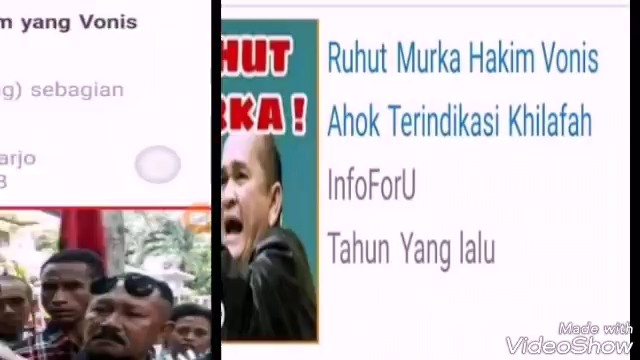 m yang Vonis
g) sebagian
arjo
HUT
RKA !
Ruhut Murka Hakim Vonis
Ahok Terindikasi Khilafah
InfoForU
Tahun Yang lalu
Made with
VideoShow